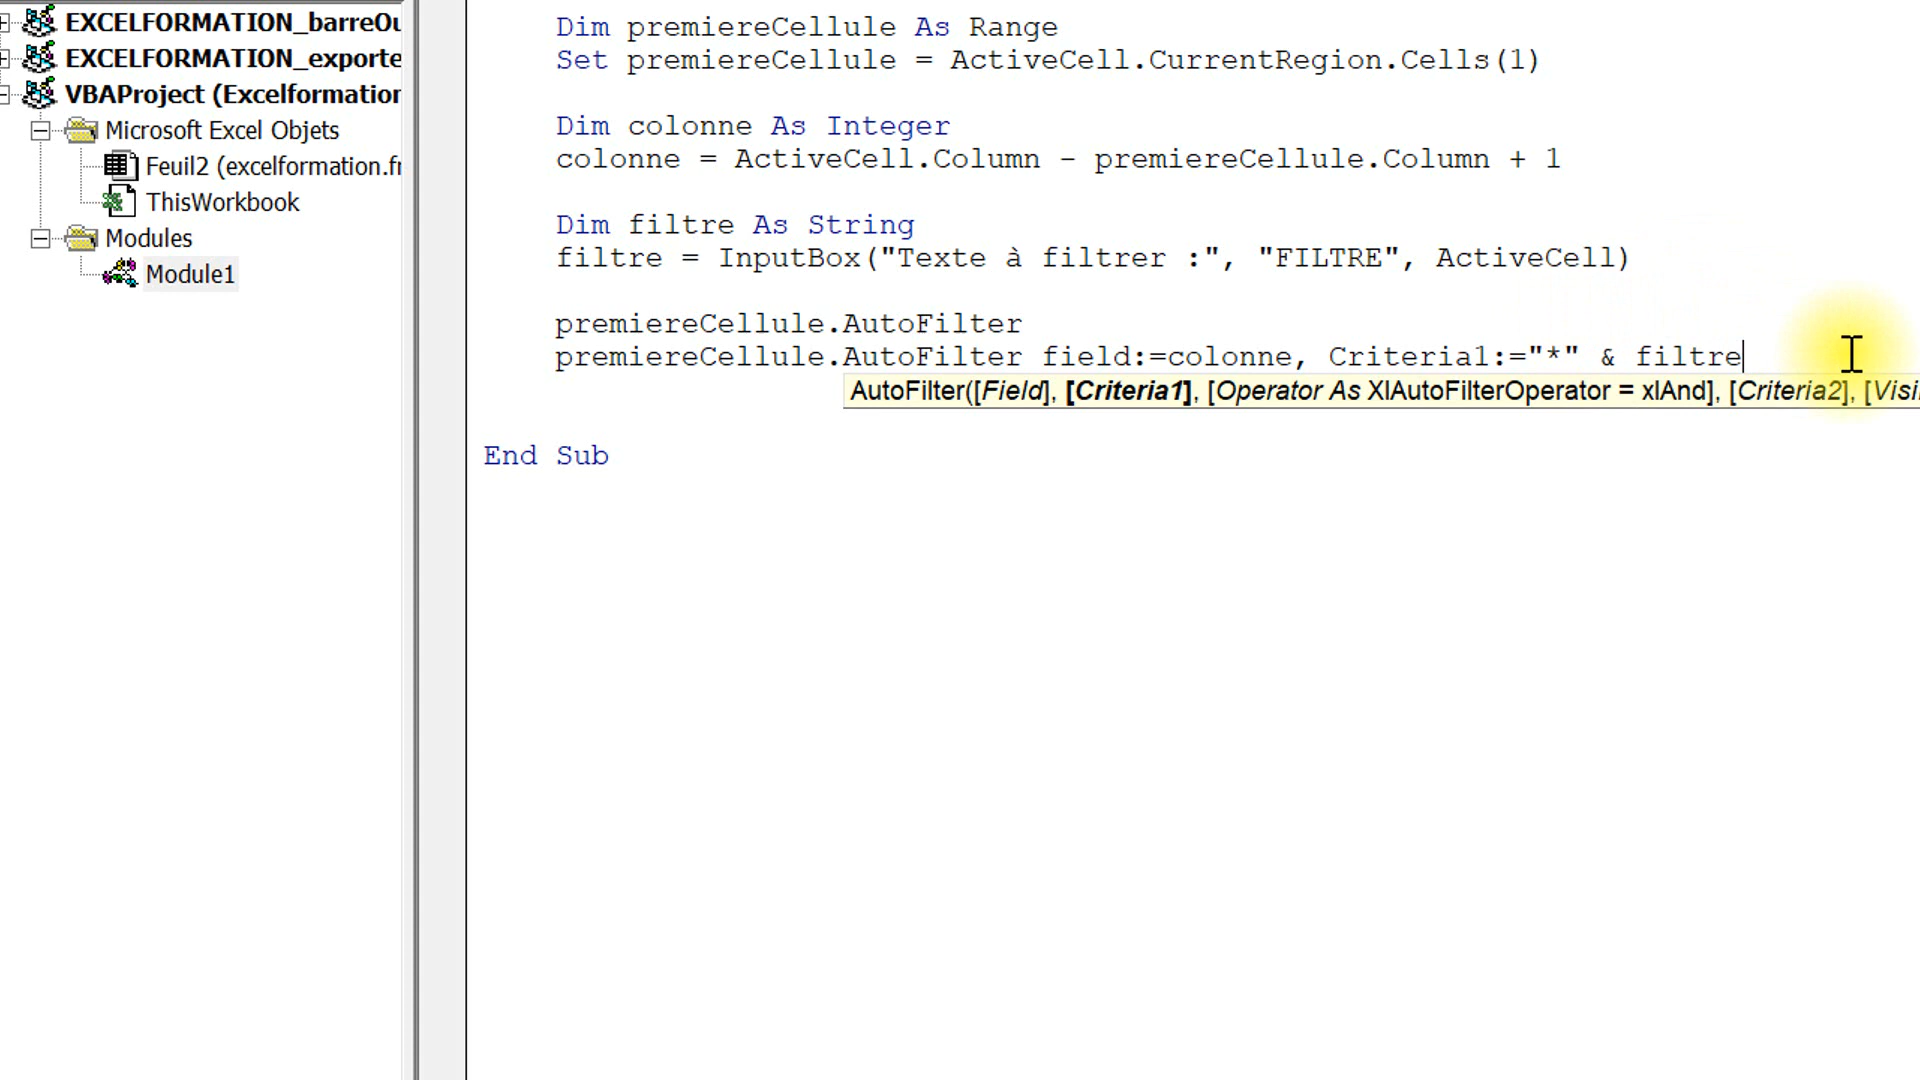 EXCELFORMATION_barreOu
EXCELFORMATION_exporte
VBAProject (Excelformation
Microsoft Excel Objets
Feuil2 (excelformation.fr
ThisWorkbook
Modules
Module1
Dim premiereCellule As Range
Set premiereCellule = ActiveCell.CurrentRegion.Cells(1)
Dim colonne As Integer
colonne = ActiveCell.Column - premiereCellule.Column + 1
Dim filtre As String
filtre = InputBox("Texte à filtrer :", "FILTRE", ActiveCell)
premiereCellule.AutoFilter
premiereCellule.AutoFilter field:=colonne, Criteria1:="*" & filtre
AutoFilter([Field], [Criteria1], [Operator As XlAutoFilterOperator = xlAnd], [Criteria2], [Visi
End Sub